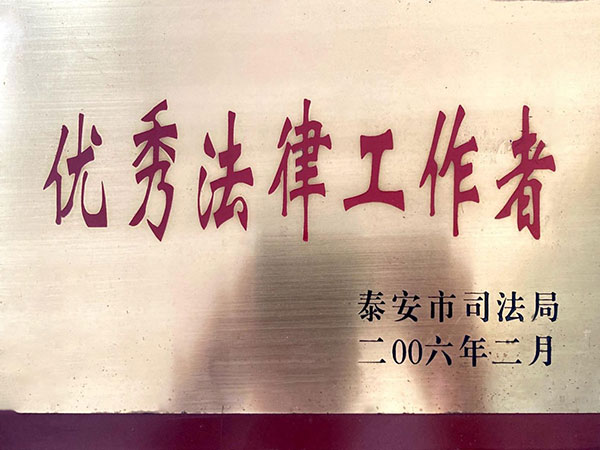 优秀法律工作者
泰安市司法局
二00六年二月